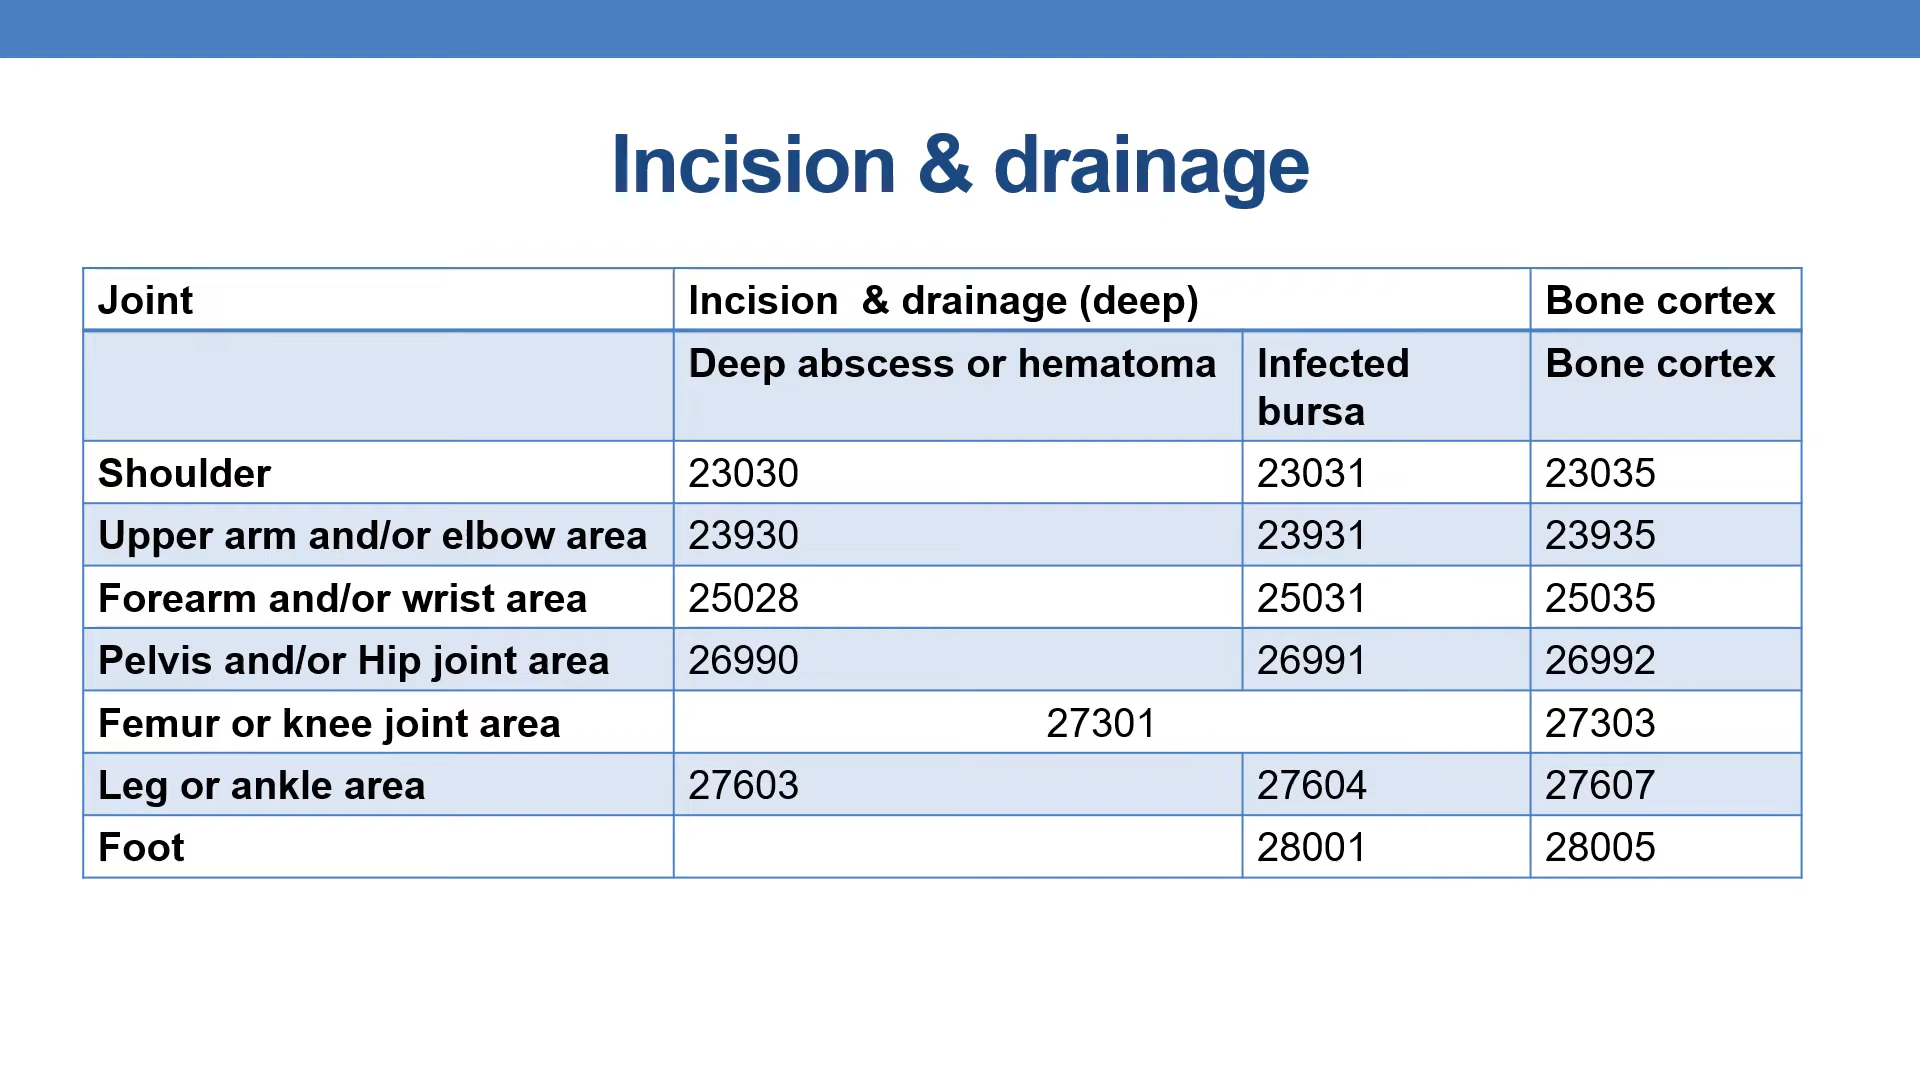 Incision & drainage
Joint Incision & drainage (deep) Bone cortex
Deep abscess or hematoma Infected bursa Bone cortex
Shoulder 23030 23031 23035
Upper arm and/or elbow area 23930 23931 23935
Forearm and/or wrist area 25028 25031 25035
Pelvis and/or Hip joint area 26990 26991 26992
Femur or knee joint area 27301 27303
Leg or ankle area 27603 27604 27607
Foot 28001 28005